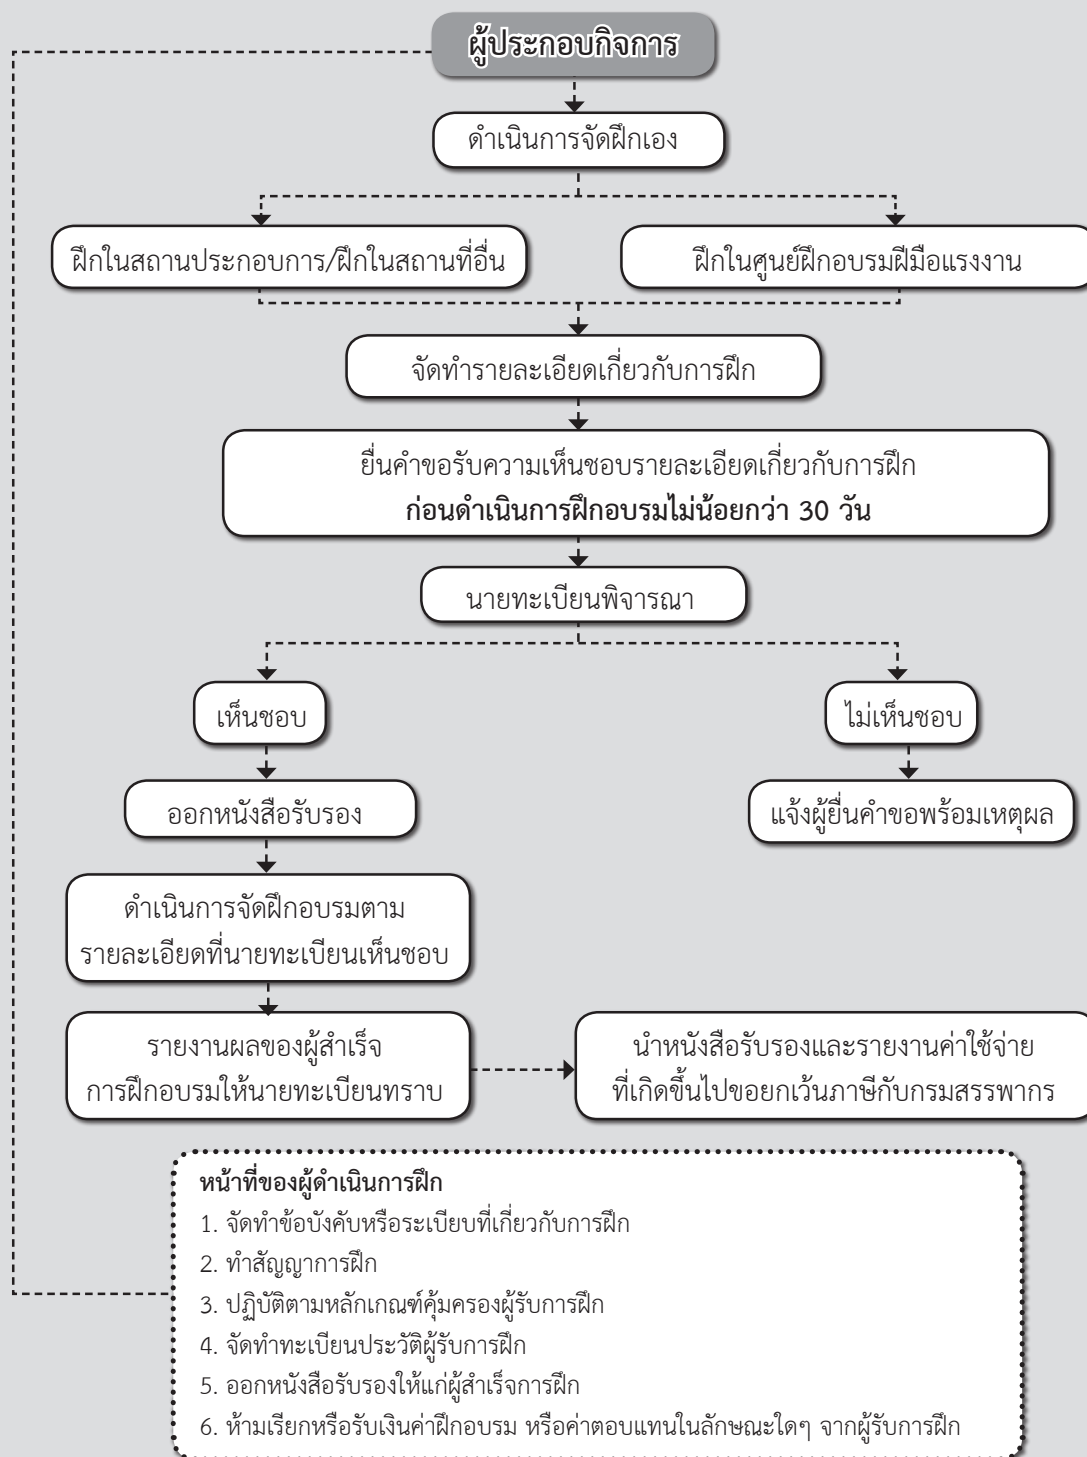 ผู้ประกอบกิจการ
ดำเนินการจัดฝึกเอง
ฝึกในสถานประกอบการ/ฝึกในสถานที่อื่น
ฝึกในศูนย์ฝึกอบรมฝีมือแรงงาน
จัดทำรายละเอียดเกี่ยวกับการฝึก
ยื่นคำขอรับความเห็นชอบรายละเอียดเกี่ยวกับการฝึก
ก่อนดำเนินการฝึกอบรมไม่น้อยกว่า 30 วัน
นายทะเบียนพิจารณา
เห็นชอบ
ไม่เห็นชอบ
ออกหนังสือรับรอง
แจ้งผู้ยื่นคำขอพร้อมเหตุผล
ดำเนินการจัดฝึกอบรมตาม
รายละเอียดที่นายทะเบียนเห็นชอบ
รายงานผลของผู้สำเร็จ
การฝึกอบรมให้นายทะเบียนทราบ
นำหนังสือรับรองและรายงานค่าใช้จ่าย
ที่เกิดขึ้นไปขอยกเว้นภาษีกับกรมสรรพากร
หน้าที่ของผู้ดำเนินการฝึก
1. จัดทำข้อบังคับหรือระเบียบที่เกี่ยวกับการฝึก
2. ทำสัญญาการฝึก
3. ปฏิบัติตามหลักเกณฑ์คุ้มครองผู้รับการฝึก
4. จัดทำทะเบียนประวัติผู้รับการฝึก
5. ออกหนังสือรับรองให้แก่ผู้สำเร็จการฝึก
6. ห้ามเรียกหรือรับเงินค่าฝึกอบรม หรือค่าตอบแทนในลักษณะใดๆ จากผู้รับการฝึก